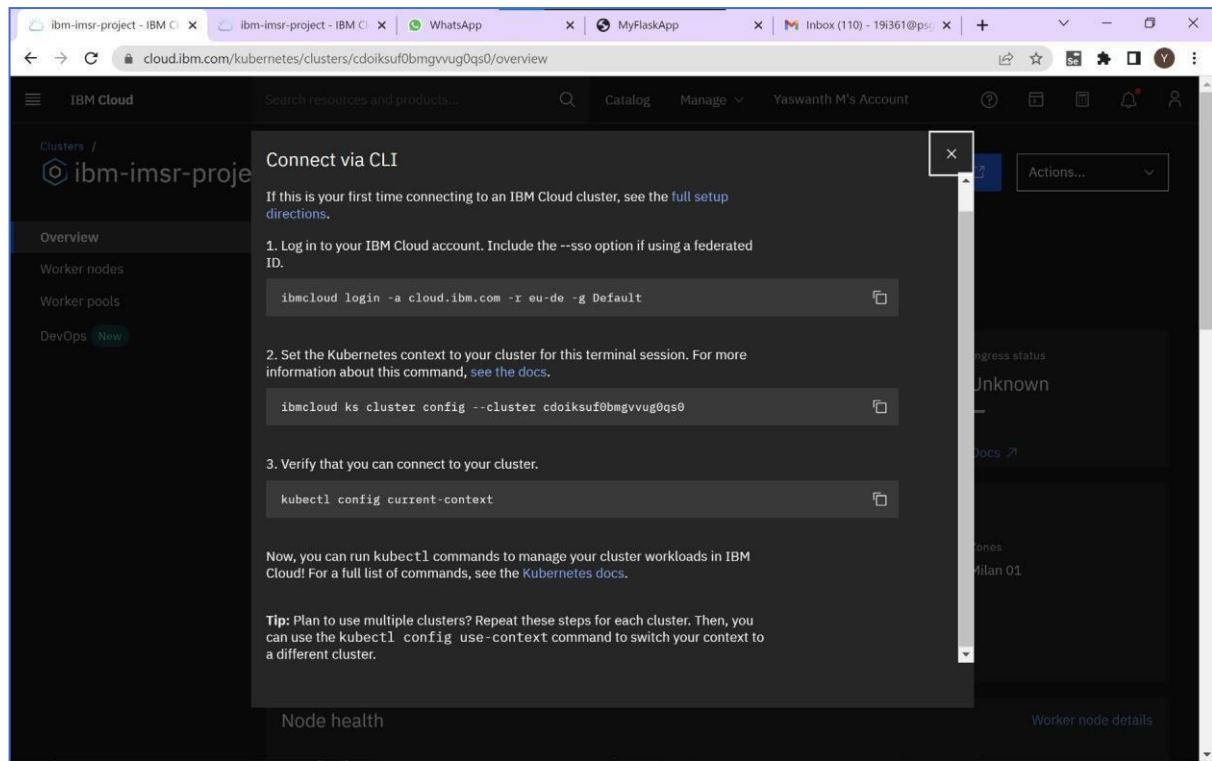 ibm-imsr-project - IBM Cl
ibm-imsr-project - IBM Cl
WhatsApp
MyFlaskApp
Inbox (110) - 19i361@psg
cloud.ibm.com/kubernetes/clusters/cdoiksuf0bmgvvug0qs0/overview
Se
Y
IBM Cloud
Search resources and products...
Catalog
Manage
Yaswanth M's Account
Clusters /
ibm-imsr-proje
Actions...
Overview
Worker nodes
Worker pools
DevOps New
Connect via CLI
If this is your first time connecting to an IBM Cloud cluster, see the full setup
directions.
1. Log in to your IBM Cloud account. Include the --sso option if using a federated
ID.
ibmcloud login -a cloud.ibm.com -r eu-de -g Default
2. Set the Kubernetes context to your cluster for this terminal session. For more
information about this command, see the docs.
ibmcloud ks cluster config --cluster cdoiksuf0bmgvvug0qs0
3. Verify that you can connect to your cluster.
kubectl config current-context
Now, you can run kubectl commands to manage your cluster workloads in IBM
Cloud! For a full list of commands, see the Kubernetes docs.
Tip: Plan to use multiple clusters? Repeat these steps for each cluster. Then, you
can use the kubectl config use-context command to switch your context to
a different cluster.
ngress status
Unknown
Docs
Zones
Milan 01
Node health
Worker node details